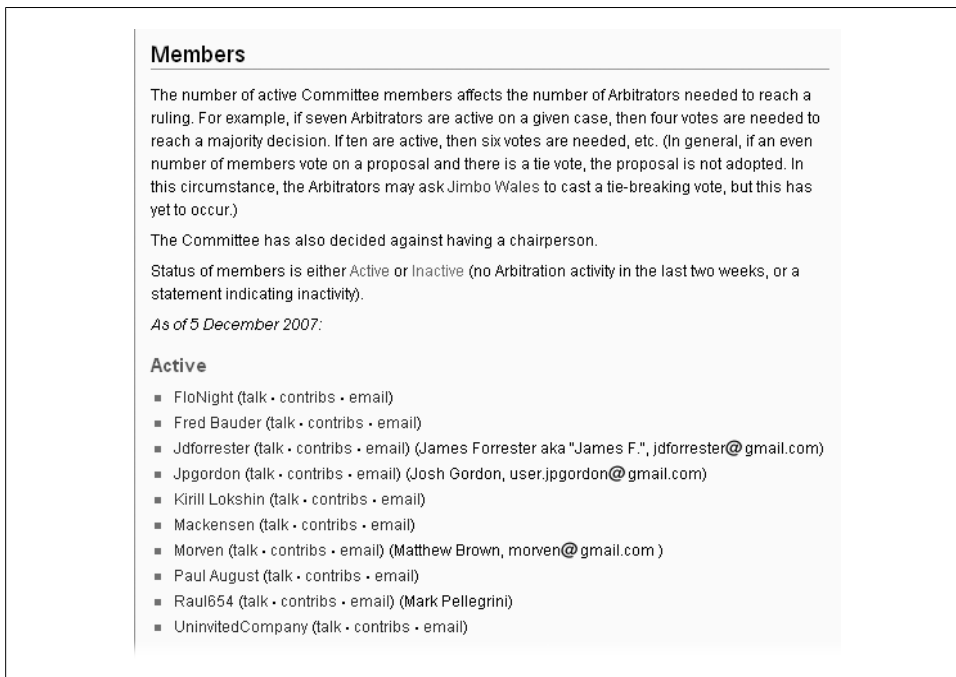 Members
The number of active Committee members affects the number of Arbitrators needed to reach a
ruling. For example, if seven Arbitrators are active on a given case, then four votes are needed to
reach a majority decision. If ten are active, then six votes are needed, etc. (In general, if an even
number of members vote on a proposal and there is a tie vote, the proposal is not adopted. In
this circumstance, the Arbitrators may ask Jimbo Wales to cast a tie-breaking vote, but this has
yet to occur.)
The Committee has also decided against having a chairperson.
Status of members is either Active or Inactive (no Arbitration activity in the last two weeks, or a
statement indicating inactivity).
As of 5 December 2007:
Active
▪ FloNight (talk • contribs • email)
▪ Fred Bauder (talk • contribs • email)
▪ Jdforrester (talk • contribs • email) (James Forrester aka "James F.", jdforrester@gmail.com)
▪ Jpgordon (talk • contribs • email) (Josh Gordon, user.jpgordon@gmail.com)
▪ Kirill Lokshin (talk • contribs • email)
▪ Mackensen (talk • contribs • email)
▪ Morven (talk • contribs • email) (Matthew Brown, morven@gmail.com )
▪ Paul August (talk • contribs • email)
▪ Raul654 (talk • contribs • email) (Mark Pellegrini)
▪ UninvitedCompany (talk • contribs • email)